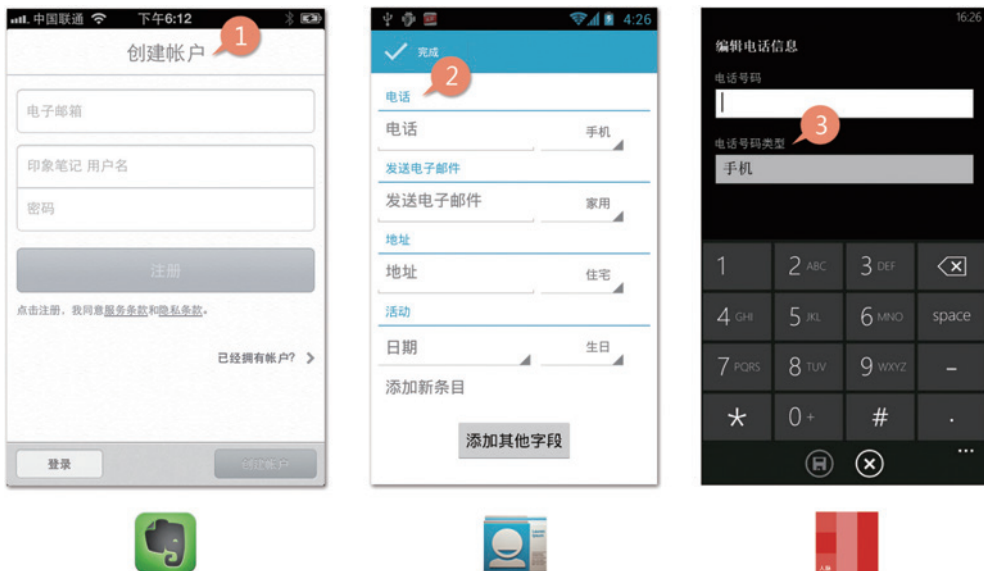 中国联通 下午6:12
创建帐户
1
电子邮箱
印象笔记 用户名
密码
注册
点击注册，我同意服务条款和隐私条款。
已经拥有帐户?
登录
创建帐户
4:26
完成
2
电话
电话 手机
发送电子邮件
发送电子邮件 家用
地址
地址 住宅
活动
日期 生日
添加新条目
添加其他字段
16:26
编辑电话信息
电话号码
3
电话号码类型
手机
1 2 ABC 3 DEF
4 GHI 5 JKL 6 MNO space
7 PQRS 8 TUV 9 WXYZ –
* 0 + # .
...
人脉